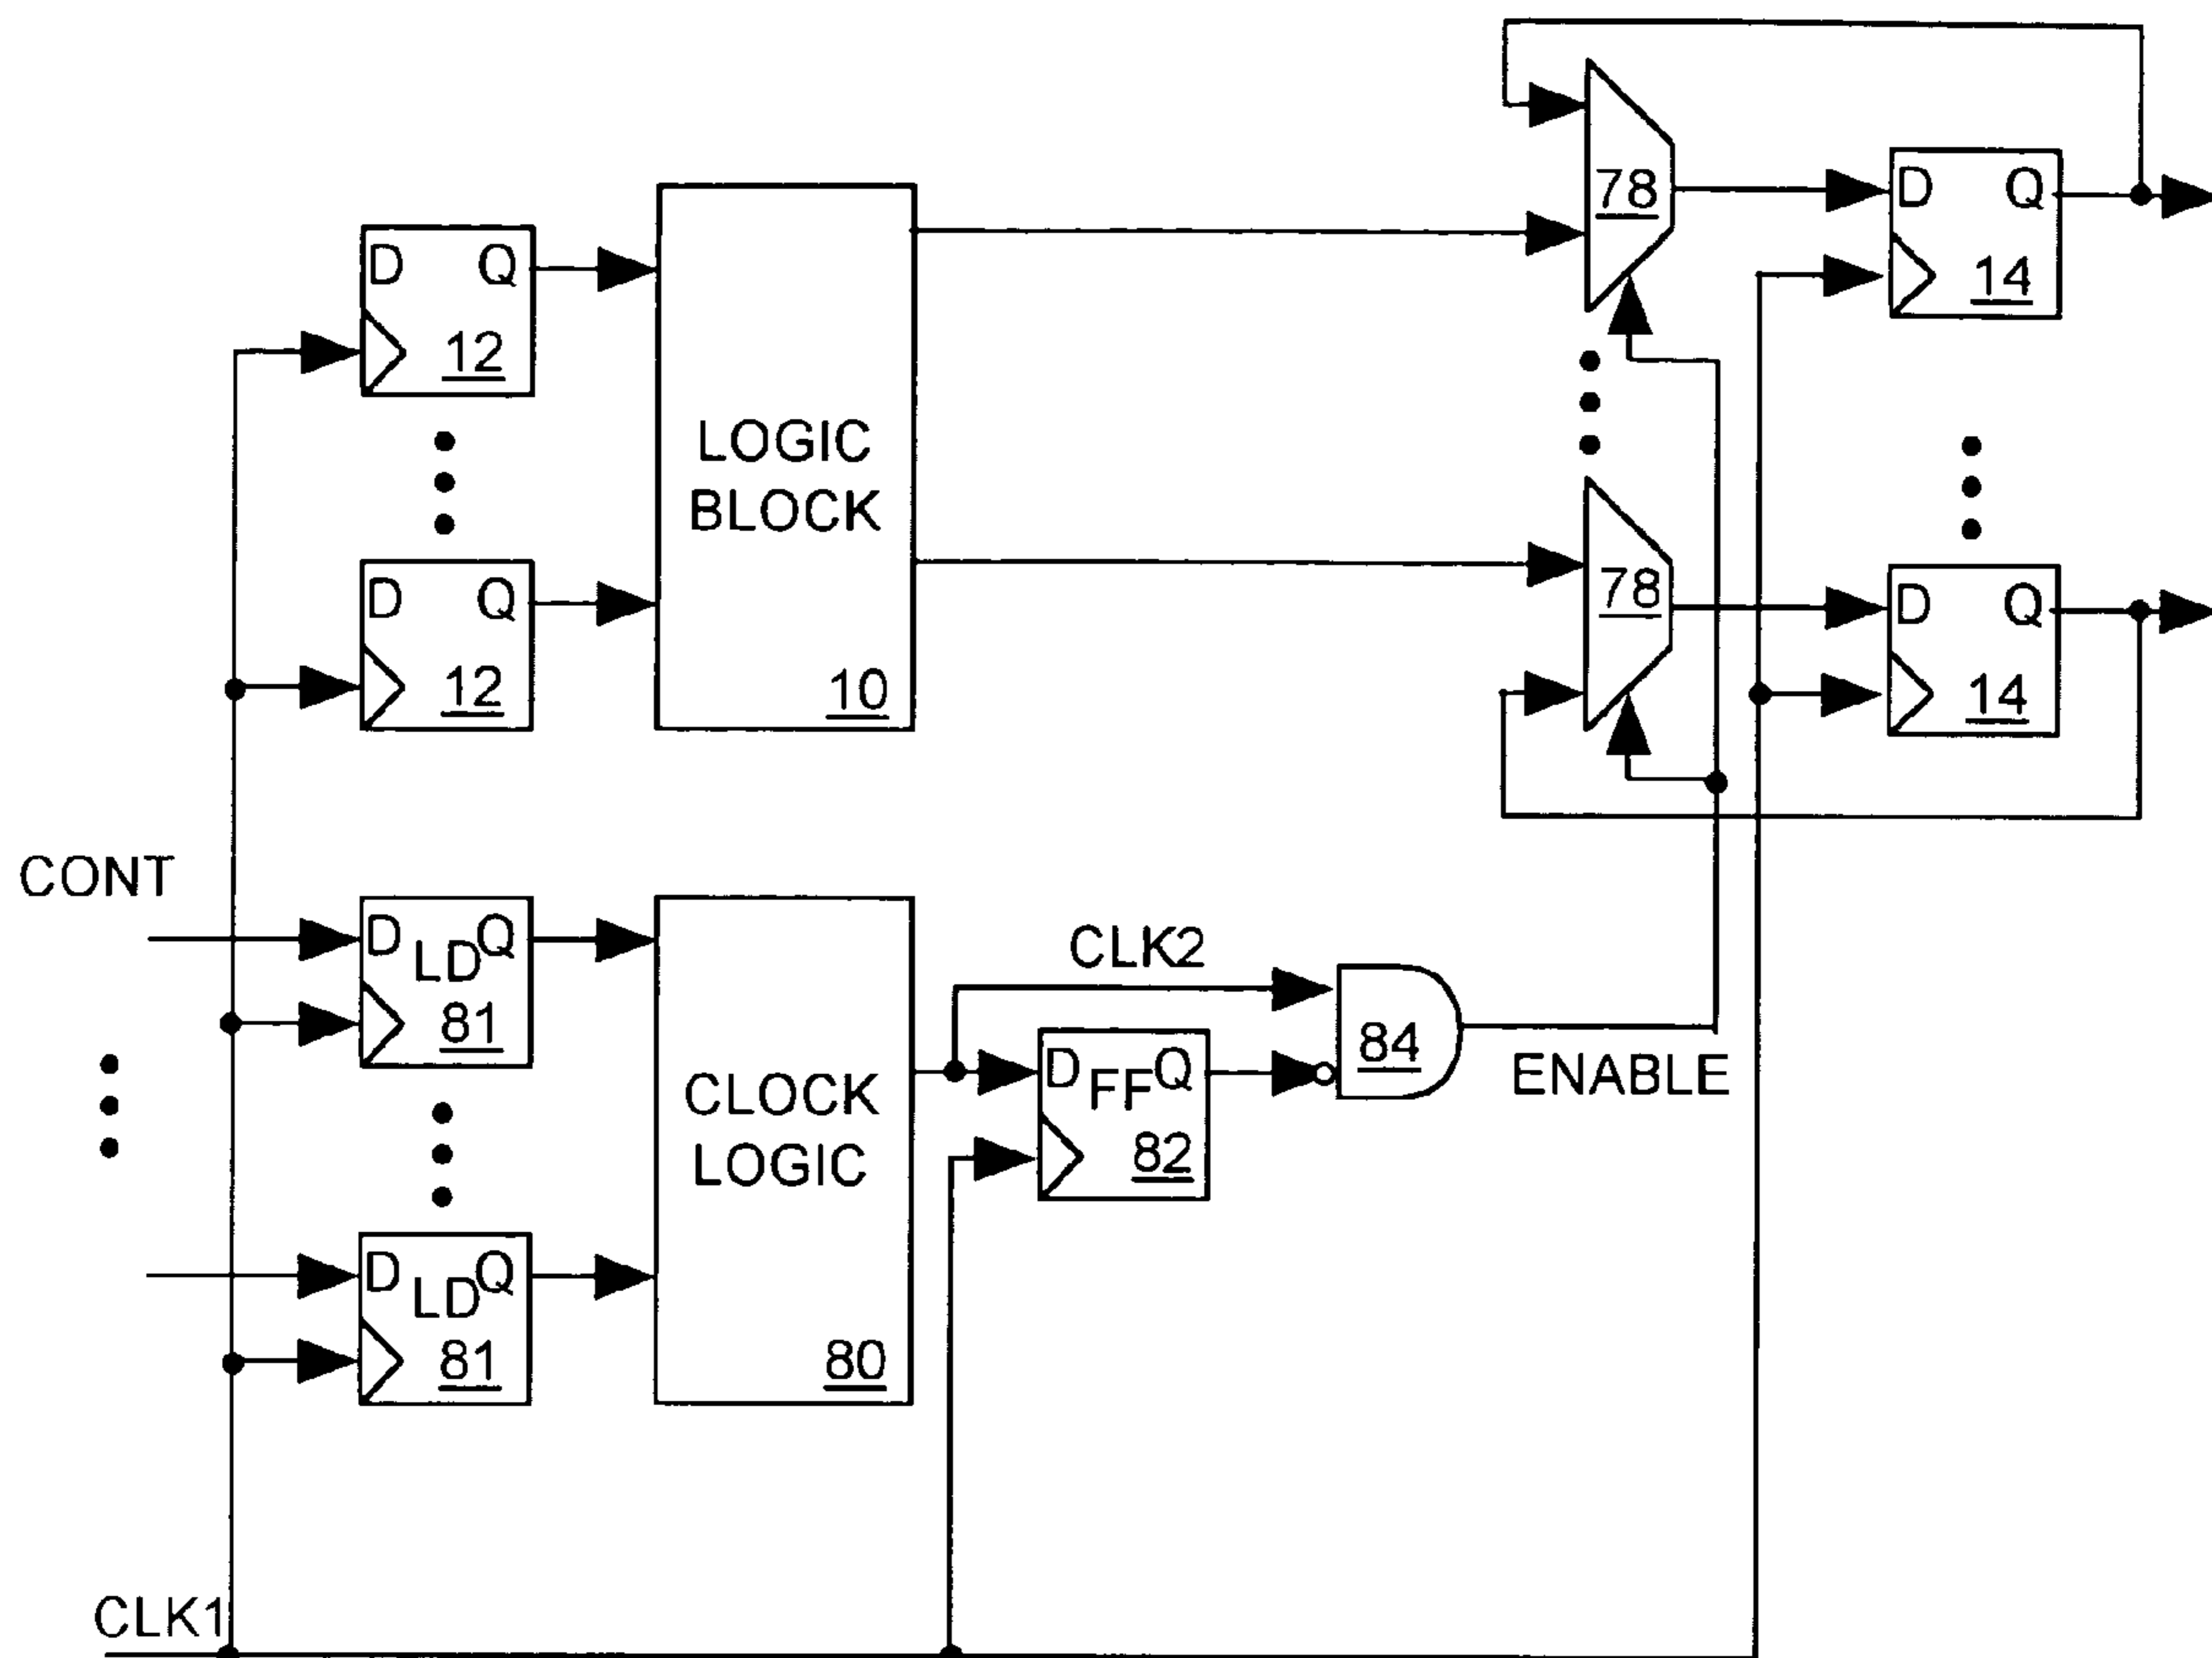 78
D Q
14
D Q
12
LOGIC
BLOCK
10
D Q
12
78
D Q
14
CONT
D LD Q
81
CLOCK
LOGIC
80
CLK2
D FF Q
82
84
ENABLE
D LD Q
81
CLK1